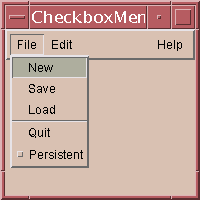 CheckboxMen
File Edit Help
New
Save
Load
Quit
Persistent